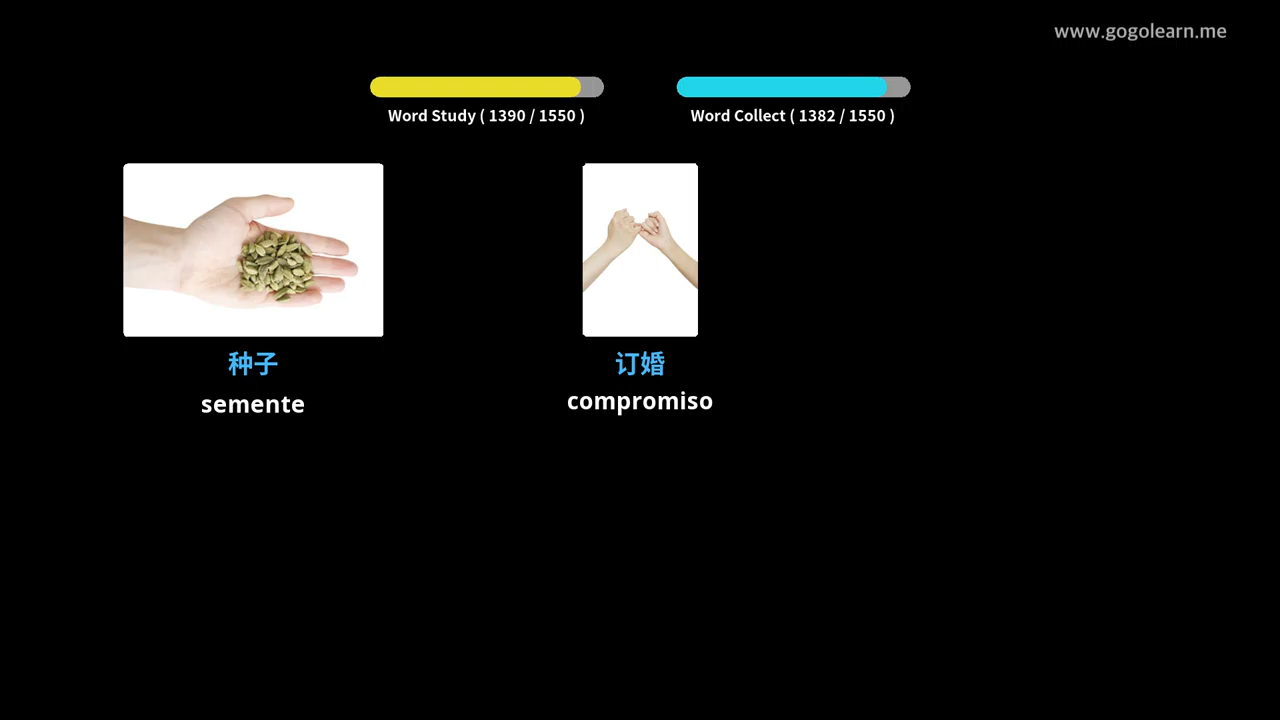 www.gogolearn.me
Word Study ( 1390 / 1550 )
Word Collect ( 1382 / 1550 )
种子
semente
订婚
compromiso